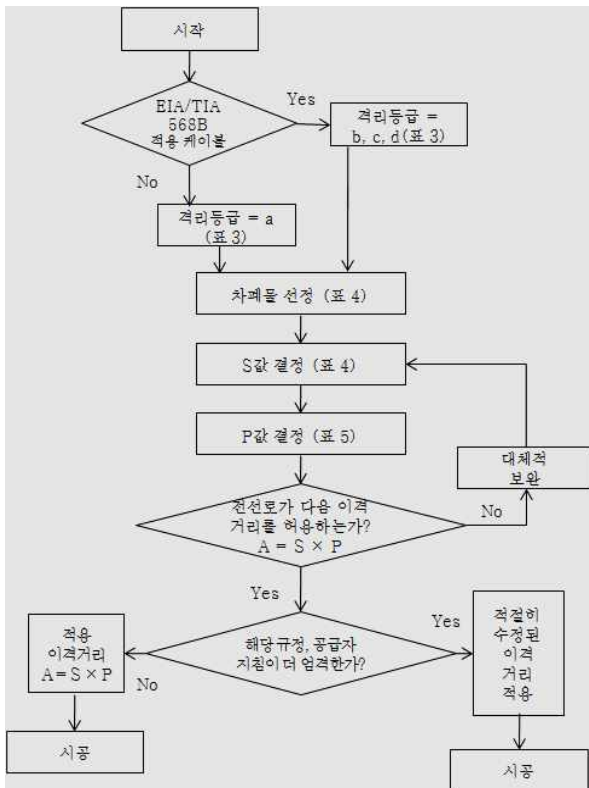 시작
EIA/TIA
568B
적용 케이블
Yes
격리등급 =
b, c, d(표 3)
No
격리등급 = a
(표 3)
차폐물 선정 (표 4)
S값 결정 (표 4)
P값 결정 (표 5)
대체적
보완
전선로가 다음 이격
거리를 허용하는가?
A = S × P
No
Yes
해당규정, 공급자
지침이 더 엄격한가?
Yes
No
적용
이격거리
A = S × P
적절히
수정된
이격
거리
적용
시공
시공